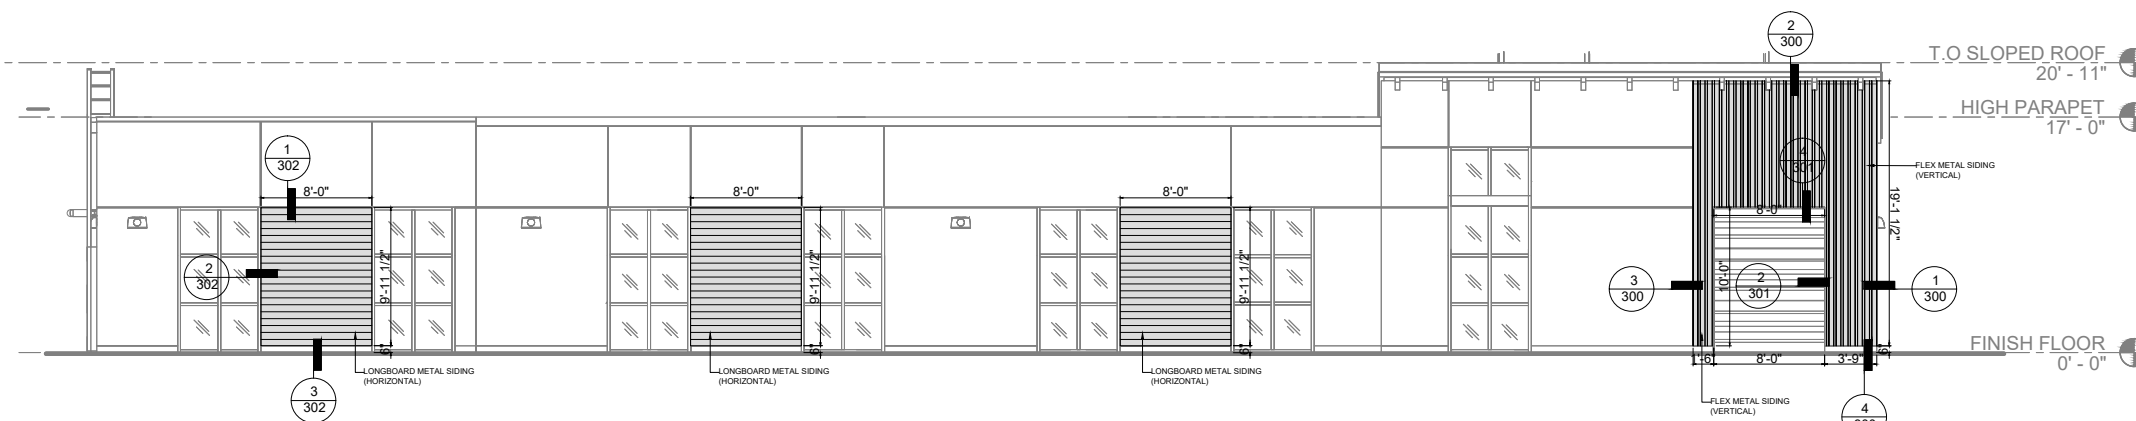 2
300
T.O SLOPED ROOF
20' - 11"
HIGH PARAPET
17' - 0"
1
302
4
301
FLEX METAL SIDING
(VERTICAL)
8'-0"
8'-0"
8'-0"
8'-0"
19'-1 1/2"
2
302
9'-11 1/2"
9'-11 1/2"
9'-11 1/2"
10'-0"
3
300
2
301
1
300
FINISH FLOOR
0' - 0"
6"
6"
6"
6"
1'-6"
8'-0"
3'-9"
LONGBOARD METAL SIDING
(HORIZONTAL)
LONGBOARD METAL SIDING
(HORIZONTAL)
LONGBOARD METAL SIDING
(HORIZONTAL)
3
302
FLEX METAL SIDING
(VERTICAL)
4